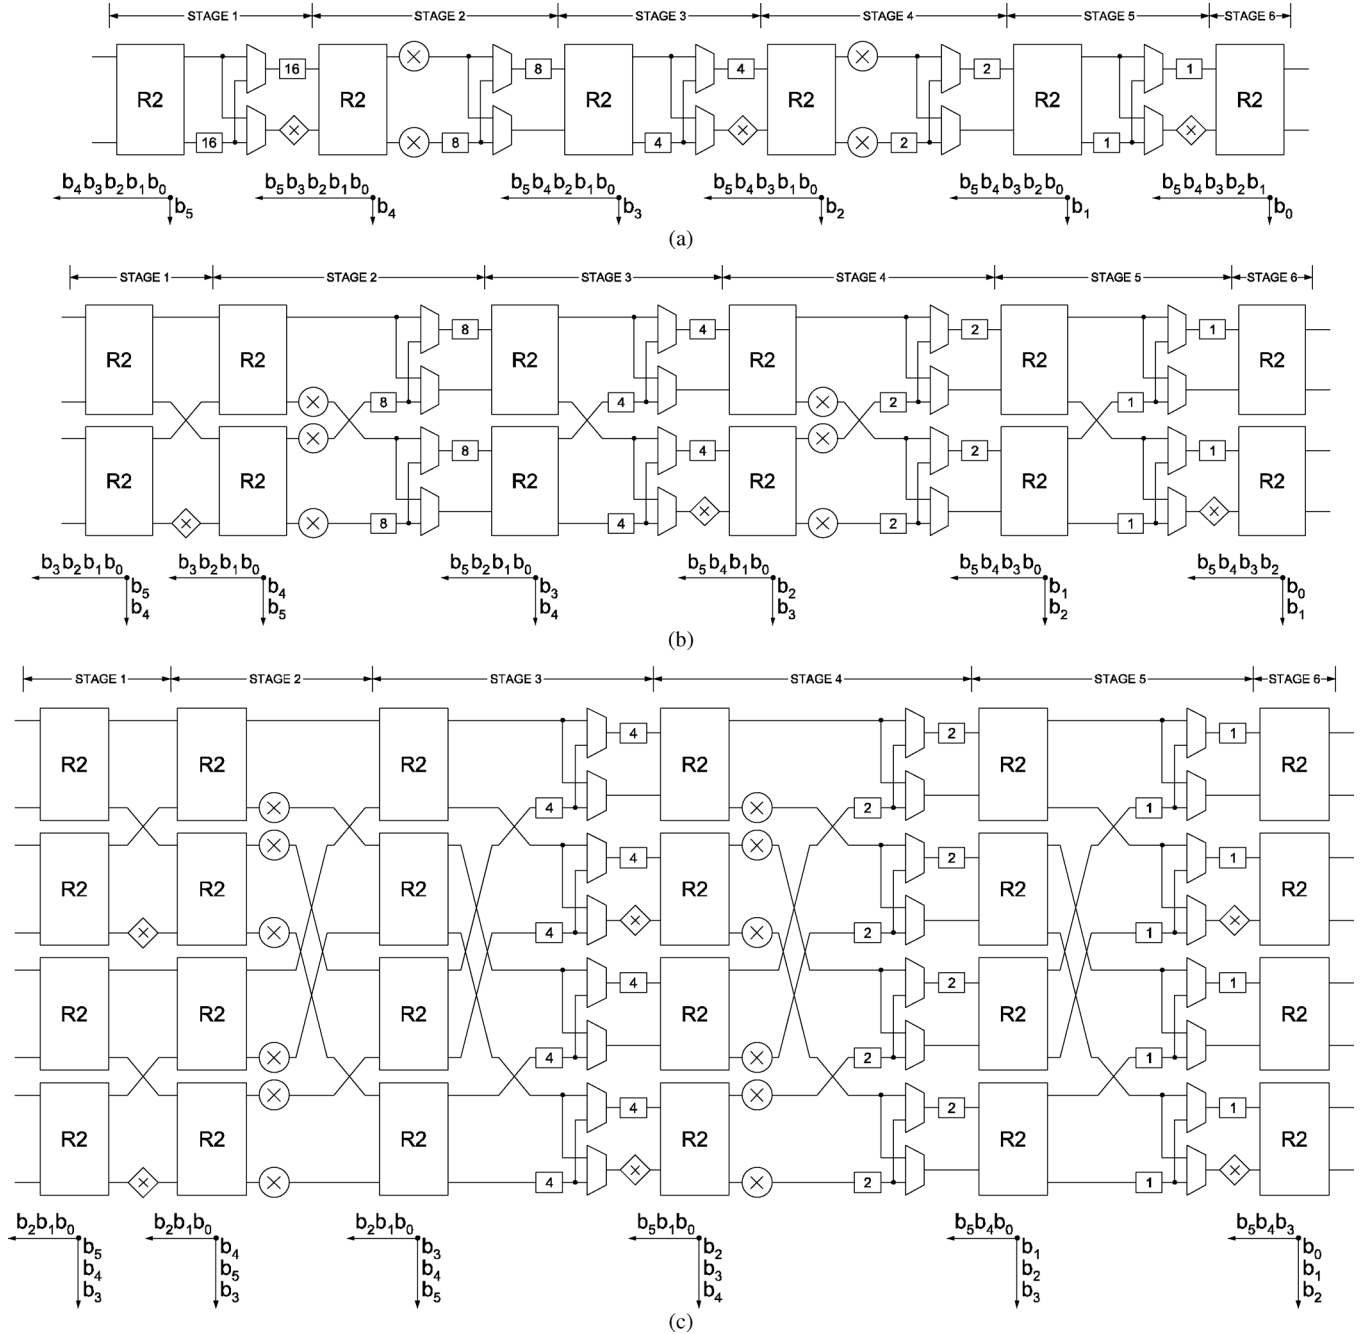 STAGE 1 STAGE 2 STAGE 3 STAGE 4 STAGE 5 STAGE 6
16 8 4 2 1
R2 R2 R2 R2 R2 R2
16 8 4 2 1
b4b3b2b1b0 b5b3b2b1b0 b5b4b2b1b0 b5b4b3b1b0 b5b4b3b2b0 b5b4b3b2b1
b5 b4 b3 b2 b1 b0
(a)
STAGE 1 STAGE 2 STAGE 3 STAGE 4 STAGE 5 STAGE 6
8 4 2 1
R2 R2 R2 R2 R2 R2
8 4 2 1
8 4 2 1
R2 R2 R2 R2 R2 R2
8 4 2 1
b3b2b1b0 b3b2b1b0 b5b2b1b0 b5b4b1b0 b5b4b3b0 b5b4b3b2
b5 b4 b3 b2 b1 b0
b4 b5 b4 b3 b2 b1
(b)
STAGE 1 STAGE 2 STAGE 3 STAGE 4 STAGE 5 STAGE 6
4 2 1
R2 R2 R2 R2 R2 R2
4 2 1
4 2 1
R2 R2 R2 R2 R2 R2
4 2 1
4 2 1
R2 R2 R2 R2 R2 R2
4 2 1
4 2 1
R2 R2 R2 R2 R2 R2
4 2 1
b2b1b0 b2b1b0 b2b1b0 b5b1b0 b5b4b0 b5b4b3
b5 b4 b3 b2 b1 b0
b4 b5 b4 b3 b2 b1
b3 b3 b5 b4 b3 b2
(c)